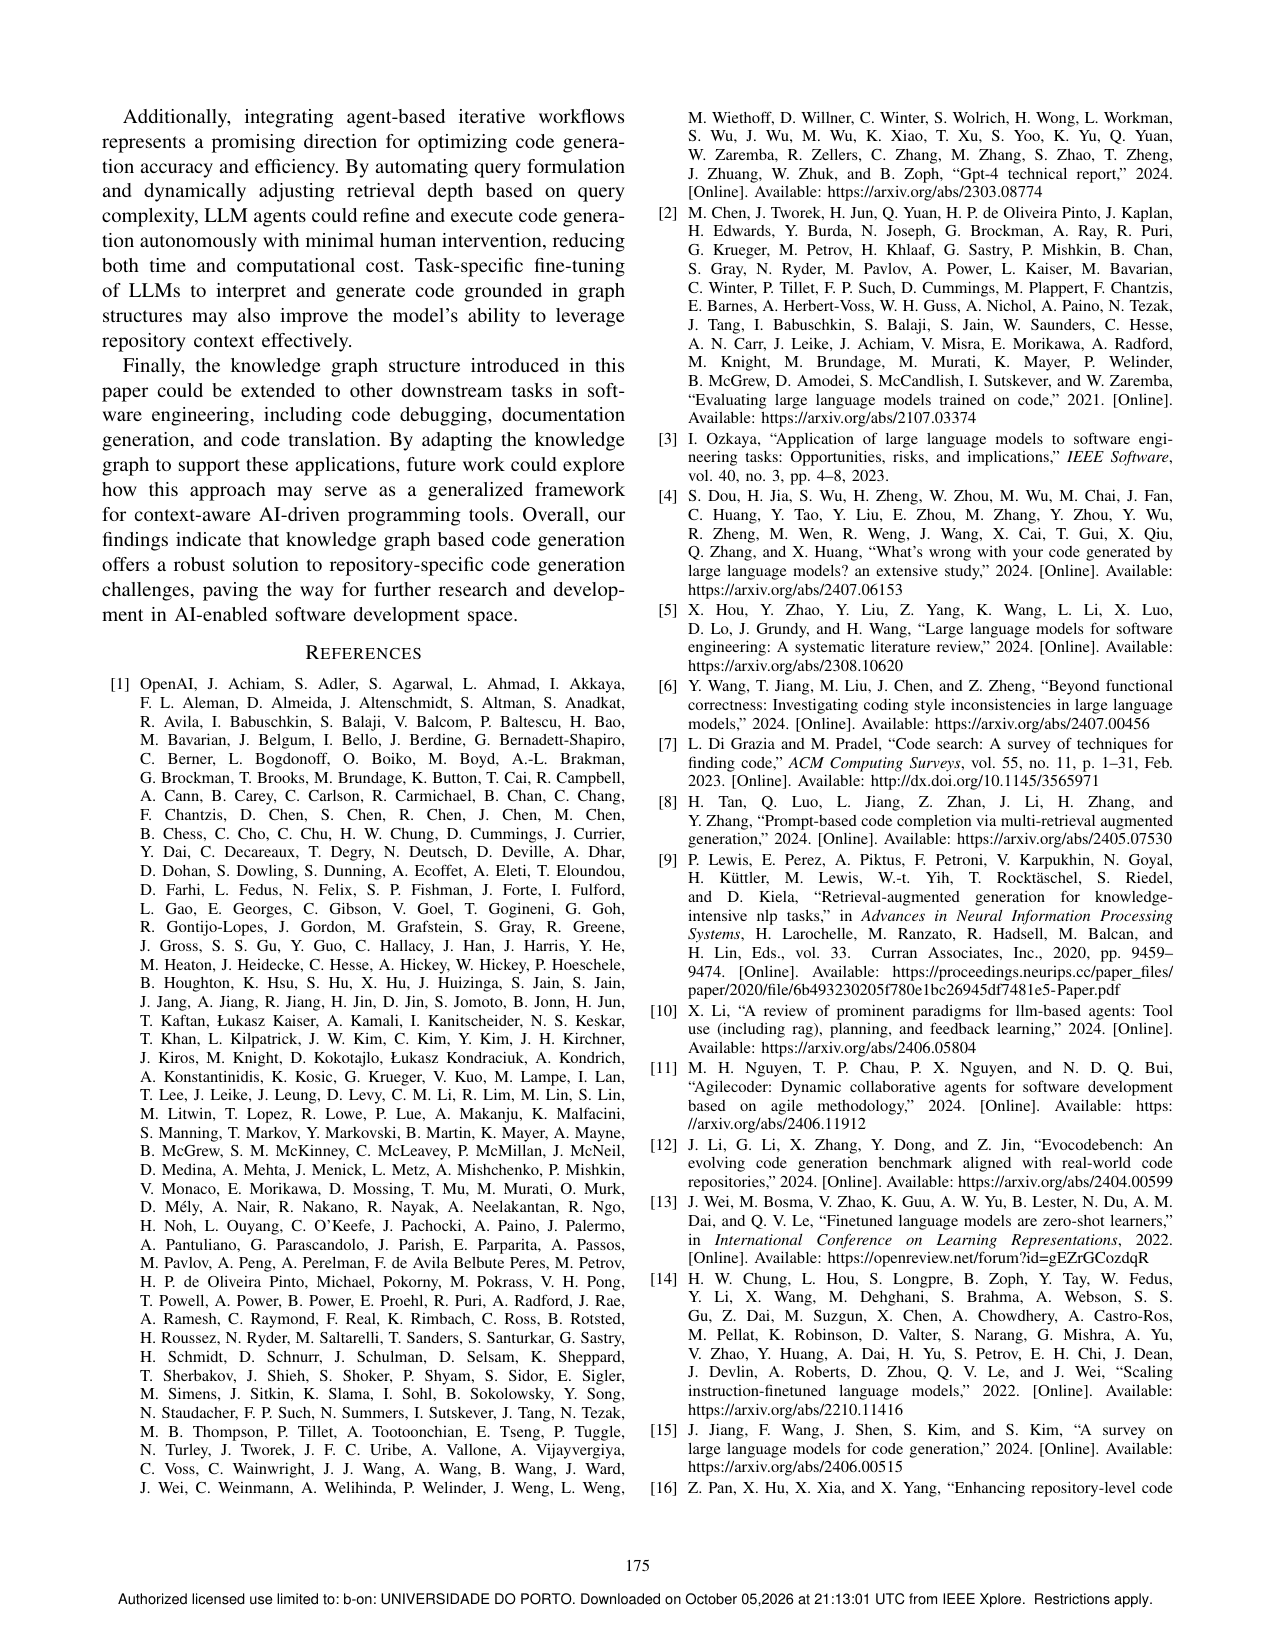 Additionally, integrating agent-based iterative workflows
represents a promising direction for optimizing code genera-
tion accuracy and efficiency. By automating query formulation
and dynamically adjusting retrieval depth based on query
complexity, LLM agents could refine and execute code genera-
tion autonomously with minimal human intervention, reducing
both time and computational cost. Task-specific fine-tuning
of LLMs to interpret and generate code grounded in graph
structures may also improve the model's ability to leverage
repository context effectively.
Finally, the knowledge graph structure introduced in this
paper could be extended to other downstream tasks in soft-
ware engineering, including code debugging, documentation
generation, and code translation. By adapting the knowledge
graph to support these applications, future work could explore
how this approach may serve as a generalized framework
for context-aware AI-driven programming tools. Overall, our
findings indicate that knowledge graph based code generation
offers a robust solution to repository-specific code generation
challenges, paving the way for further research and develop-
ment in AI-enabled software development space.
REFERENCES
[1] OpenAI, J. Achiam, S. Adler, S. Agarwal, L. Ahmad, I. Akkaya,
F. L. Aleman, D. Almeida, J. Altenschmidt, S. Altman, S. Anadkat,
R. Avila, I. Babuschkin, S. Balaji, V. Balcom, P. Baltescu, H. Bao,
M. Bavarian, J. Belgum, I. Bello, J. Berdine, G. Bernadett-Shapiro,
C. Berner, L. Bogdonoff, O. Boiko, M. Boyd, A.-L. Brakman,
G. Brockman, T. Brooks, M. Brundage, K. Button, T. Cai, R. Campbell,
A. Cann, B. Carey, C. Carlson, R. Carmichael, B. Chan, C. Chang,
F. Chantzis, D. Chen, S. Chen, R. Chen, J. Chen, M. Chen,
B. Chess, C. Cho, C. Chu, H. W. Chung, D. Cummings, J. Currier,
Y. Dai, C. Decareaux, T. Degry, N. Deutsch, D. Deville, A. Dhar,
D. Dohan, S. Dowling, S. Dunning, A. Ecoffet, A. Eleti, T. Eloundou,
D. Farhi, L. Fedus, N. Felix, S. P. Fishman, J. Forte, I. Fulford,
L. Gao, E. Georges, C. Gibson, V. Goel, T. Gogineni, G. Goh,
R. Gontijo-Lopes, J. Gordon, M. Grafstein, S. Gray, R. Greene,
J. Gross, S. S. Gu, Y. Guo, C. Hallacy, J. Han, J. Harris, Y. He,
M. Heaton, J. Heidecke, C. Hesse, A. Hickey, W. Hickey, P. Hoeschele,
B. Houghton, K. Hsu, S. Hu, X. Hu, J. Huizinga, S. Jain, S. Jain,
J. Jang, A. Jiang, R. Jiang, H. Jin, D. Jin, S. Jomoto, B. Jonn, H. Jun,
T. Kaftan, Łukasz Kaiser, A. Kamali, I. Kanitscheider, N. S. Keskar,
T. Khan, L. Kilpatrick, J. W. Kim, C. Kim, Y. Kim, J. H. Kirchner,
J. Kiros, M. Knight, D. Kokotajlo, Łukasz Kondraciuk, A. Kondrich,
A. Konstantinidis, K. Kosic, G. Krueger, V. Kuo, M. Lampe, I. Lan,
T. Lee, J. Leike, J. Leung, D. Levy, C. M. Li, R. Lim, M. Lin, S. Lin,
M. Litwin, T. Lopez, R. Lowe, P. Lue, A. Makanju, K. Malfacini,
S. Manning, T. Markov, Y. Markovski, B. Martin, K. Mayer, A. Mayne,
B. McGrew, S. M. McKinney, C. McLeavey, P. McMillan, J. McNeil,
D. Medina, A. Mehta, J. Menick, L. Metz, A. Mishchenko, P. Mishkin,
V. Monaco, E. Morikawa, D. Mossing, T. Mu, M. Murati, O. Murk,
D. Mély, A. Nair, R. Nakano, R. Nayak, A. Neelakantan, R. Ngo,
H. Noh, L. Ouyang, C. O'Keefe, J. Pachocki, A. Paino, J. Palermo,
A. Pantuliano, G. Parascandolo, J. Parish, E. Parparita, A. Passos,
M. Pavlov, A. Peng, A. Perelman, F. de Avila Belbute Peres, M. Petrov,
H. P. de Oliveira Pinto, Michael, Pokorny, M. Pokrass, V. H. Pong,
T. Powell, A. Power, B. Power, E. Proehl, R. Puri, A. Radford, J. Rae,
A. Ramesh, C. Raymond, F. Real, K. Rimbach, C. Ross, B. Rotsted,
H. Roussez, N. Ryder, M. Saltarelli, T. Sanders, S. Santurkar, G. Sastry,
H. Schmidt, D. Schnurr, J. Schulman, D. Selsam, K. Sheppard,
T. Sherbakov, J. Shieh, S. Shoker, P. Shyam, S. Sidor, E. Sigler,
M. Simens, J. Sitkin, K. Slama, I. Sohl, B. Sokolowsky, Y. Song,
N. Staudacher, F. P. Such, N. Summers, I. Sutskever, J. Tang, N. Tezak,
M. B. Thompson, P. Tillet, A. Tootoonchian, E. Tseng, P. Tuggle,
N. Turley, J. Tworek, J. F. C. Uribe, A. Vallone, A. Vijayvergiya,
C. Voss, C. Wainwright, J. J. Wang, A. Wang, B. Wang, J. Ward,
J. Wei, C. Weinmann, A. Welihinda, P. Welinder, J. Weng, L. Weng,
M. Wiethoff, D. Willner, C. Winter, S. Wolrich, H. Wong, L. Workman,
S. Wu, J. Wu, M. Wu, K. Xiao, T. Xu, S. Yoo, K. Yu, Q. Yuan,
W. Zaremba, R. Zellers, C. Zhang, M. Zhang, S. Zhao, T. Zheng,
J. Zhuang, W. Zhuk, and B. Zoph, “Gpt-4 technical report,” 2024.
[Online]. Available: https://arxiv.org/abs/2303.08774
[2] M. Chen, J. Tworek, H. Jun, Q. Yuan, H. P. de Oliveira Pinto, J. Kaplan,
H. Edwards, Y. Burda, N. Joseph, G. Brockman, A. Ray, R. Puri,
G. Krueger, M. Petrov, H. Khlaaf, G. Sastry, P. Mishkin, B. Chan,
S. Gray, N. Ryder, M. Pavlov, A. Power, L. Kaiser, M. Bavarian,
C. Winter, P. Tillet, F. P. Such, D. Cummings, M. Plappert, F. Chantzis,
E. Barnes, A. Herbert-Voss, W. H. Guss, A. Nichol, A. Paino, N. Tezak,
J. Tang, I. Babuschkin, S. Balaji, S. Jain, W. Saunders, C. Hesse,
A. N. Carr, J. Leike, J. Achiam, V. Misra, E. Morikawa, A. Radford,
M. Knight, M. Brundage, M. Murati, K. Mayer, P. Welinder,
B. McGrew, D. Amodei, S. McCandlish, I. Sutskever, and W. Zaremba,
“Evaluating large language models trained on code,” 2021. [Online].
Available: https://arxiv.org/abs/2107.03374
[3] I. Ozkaya, “Application of large language models to software engi-
neering tasks: Opportunities, risks, and implications,” IEEE Software,
vol. 40, no. 3, pp. 4–8, 2023.
[4] S. Dou, H. Jia, S. Wu, H. Zheng, W. Zhou, M. Wu, M. Chai, J. Fan,
C. Huang, Y. Tao, Y. Liu, E. Zhou, M. Zhang, Y. Zhou, Y. Wu,
R. Zheng, M. Wen, R. Weng, J. Wang, X. Cai, T. Gui, X. Qiu,
Q. Zhang, and X. Huang, “What's wrong with your code generated by
large language models? an extensive study,” 2024. [Online]. Available:
https://arxiv.org/abs/2407.06153
[5] X. Hou, Y. Zhao, Y. Liu, Z. Yang, K. Wang, L. Li, X. Luo,
D. Lo, J. Grundy, and H. Wang, “Large language models for software
engineering: A systematic literature review,” 2024. [Online]. Available:
https://arxiv.org/abs/2308.10620
[6] Y. Wang, T. Jiang, M. Liu, J. Chen, and Z. Zheng, “Beyond functional
correctness: Investigating coding style inconsistencies in large language
models,” 2024. [Online]. Available: https://arxiv.org/abs/2407.00456
[7] L. Di Grazia and M. Pradel, “Code search: A survey of techniques for
finding code,” ACM Computing Surveys, vol. 55, no. 11, p. 1–31, Feb.
2023. [Online]. Available: http://dx.doi.org/10.1145/3565971
[8] H. Tan, Q. Luo, L. Jiang, Z. Zhan, J. Li, H. Zhang, and
Y. Zhang, “Prompt-based code completion via multi-retrieval augmented
generation,” 2024. [Online]. Available: https://arxiv.org/abs/2405.07530
[9] P. Lewis, E. Perez, A. Piktus, F. Petroni, V. Karpukhin, N. Goyal,
H. Küttler, M. Lewis, W.-t. Yih, T. Rocktäschel, S. Riedel,
and D. Kiela, “Retrieval-augmented generation for knowledge-
intensive nlp tasks,” in Advances in Neural Information Processing
Systems, H. Larochelle, M. Ranzato, R. Hadsell, M. Balcan, and
H. Lin, Eds., vol. 33. Curran Associates, Inc., 2020, pp. 9459–
9474. [Online]. Available: https://proceedings.neurips.cc/paper_files/
paper/2020/file/6b493230205f780e1bc26945df7481e5-Paper.pdf
[10] X. Li, “A review of prominent paradigms for llm-based agents: Tool
use (including rag), planning, and feedback learning,” 2024. [Online].
Available: https://arxiv.org/abs/2406.05804
[11] M. H. Nguyen, T. P. Chau, P. X. Nguyen, and N. D. Q. Bui,
“Agilecoder: Dynamic collaborative agents for software development
based on agile methodology,” 2024. [Online]. Available: https:
//arxiv.org/abs/2406.11912
[12] J. Li, G. Li, X. Zhang, Y. Dong, and Z. Jin, “Evocodebench: An
evolving code generation benchmark aligned with real-world code
repositories,” 2024. [Online]. Available: https://arxiv.org/abs/2404.00599
[13] J. Wei, M. Bosma, V. Zhao, K. Guu, A. W. Yu, B. Lester, N. Du, A. M.
Dai, and Q. V. Le, “Finetuned language models are zero-shot learners,”
in International Conference on Learning Representations, 2022.
[Online]. Available: https://openreview.net/forum?id=gEZrGCozdqR
[14] H. W. Chung, L. Hou, S. Longpre, B. Zoph, Y. Tay, W. Fedus,
Y. Li, X. Wang, M. Dehghani, S. Brahma, A. Webson, S. S.
Gu, Z. Dai, M. Suzgun, X. Chen, A. Chowdhery, A. Castro-Ros,
M. Pellat, K. Robinson, D. Valter, S. Narang, G. Mishra, A. Yu,
V. Zhao, Y. Huang, A. Dai, H. Yu, S. Petrov, E. H. Chi, J. Dean,
J. Devlin, A. Roberts, D. Zhou, Q. V. Le, and J. Wei, “Scaling
instruction-finetuned language models,” 2022. [Online]. Available:
https://arxiv.org/abs/2210.11416
[15] J. Jiang, F. Wang, J. Shen, S. Kim, and S. Kim, “A survey on
large language models for code generation,” 2024. [Online]. Available:
https://arxiv.org/abs/2406.00515
[16] Z. Pan, X. Hu, X. Xia, and X. Yang, “Enhancing repository-level code
175
Authorized licensed use limited to: b-on: UNIVERSIDADE DO PORTO. Downloaded on October 05,2026 at 21:13:01 UTC from IEEE Xplore. Restrictions apply.